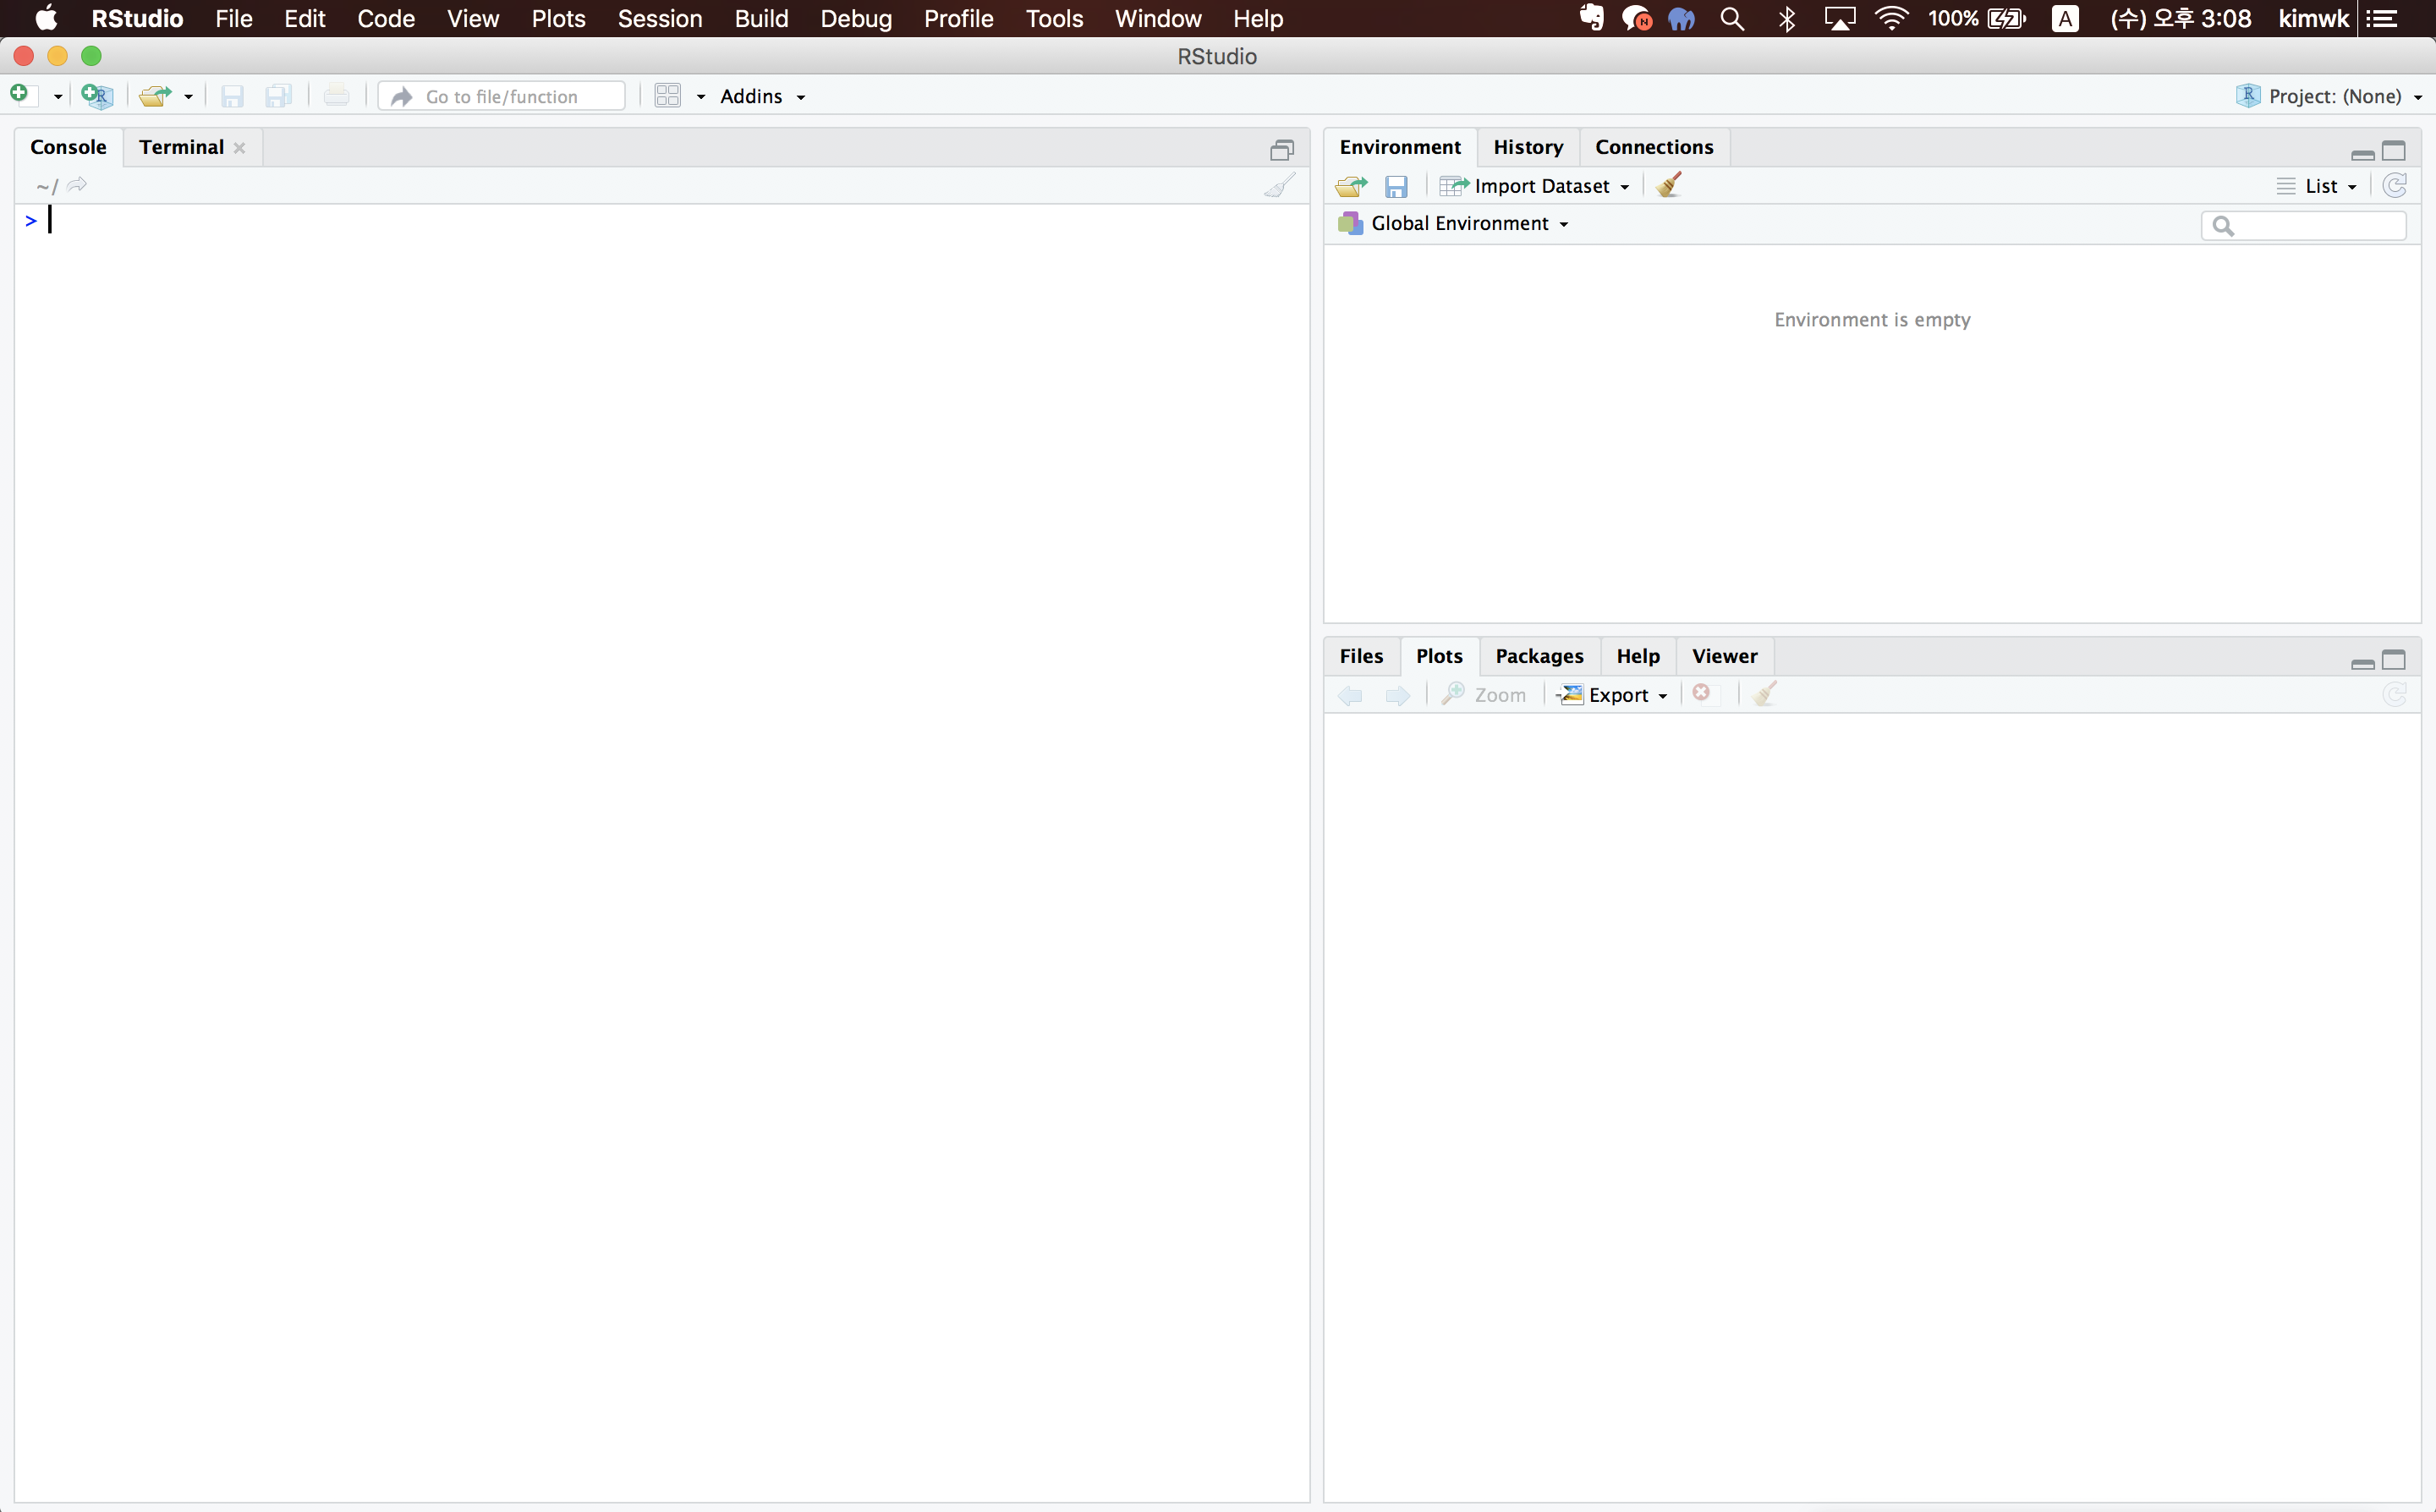 RStudio File Edit Code View Plots Session Build Debug Profile Tools Window Help N 100% A (수) 오후 3:08 kimwk
RStudio
R Go to file/function Addins R Project: (None)
Console Terminal
~/
>
Environment History Connections
Import Dataset List
Global Environment
Environment is empty
Files Plots Packages Help Viewer
Zoom Export